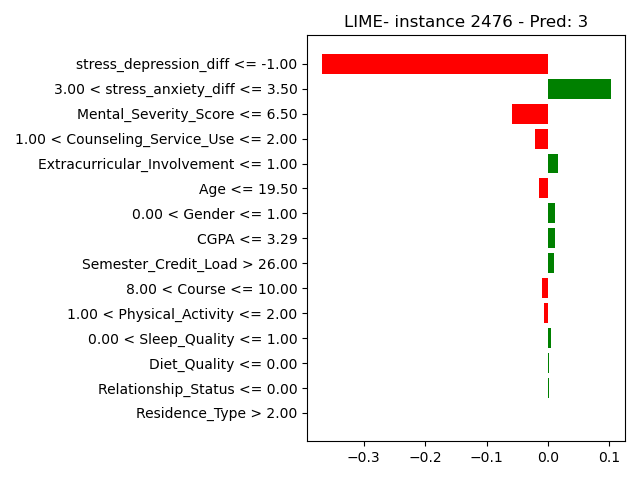 LIME- instance 2476 - Pred: 3
stress_depression_diff <= -1.00
3.00 < stress_anxiety_diff <= 3.50
Mental_Severity_Score <= 6.50
1.00 < Counseling_Service_Use <= 2.00
Extracurricular_Involvement <= 1.00
Age <= 19.50
0.00 < Gender <= 1.00
CGPA <= 3.29
Semester_Credit_Load > 26.00
8.00 < Course <= 10.00
1.00 < Physical_Activity <= 2.00
0.00 < Sleep_Quality <= 1.00
Diet_Quality <= 0.00
Relationship_Status <= 0.00
Residence_Type > 2.00
−0.3 −0.2 −0.1 0.0 0.1